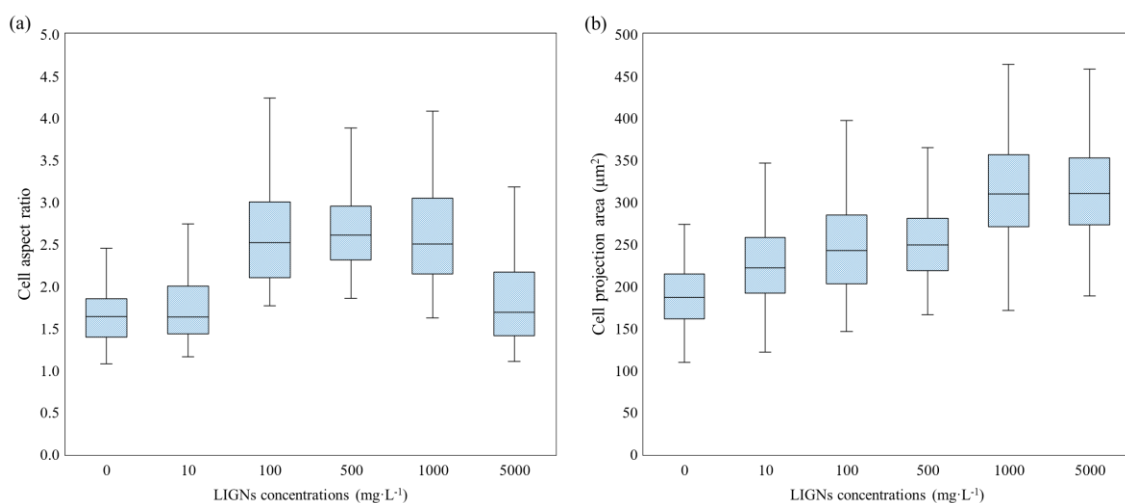 (a)
5.0
4.5
4.0
3.5
3.0
2.5
2.0
1.5
1.0
0.5
0.0
Cell aspect ratio
0 10 100 500 1000 5000
LIGNs concentrations (mg·L⁻¹)
(b)
500
450
400
350
300
250
200
150
100
50
0
Cell projection area (μm²)
0 10 100 500 1000 5000
LIGNs concentrations (mg·L⁻¹)